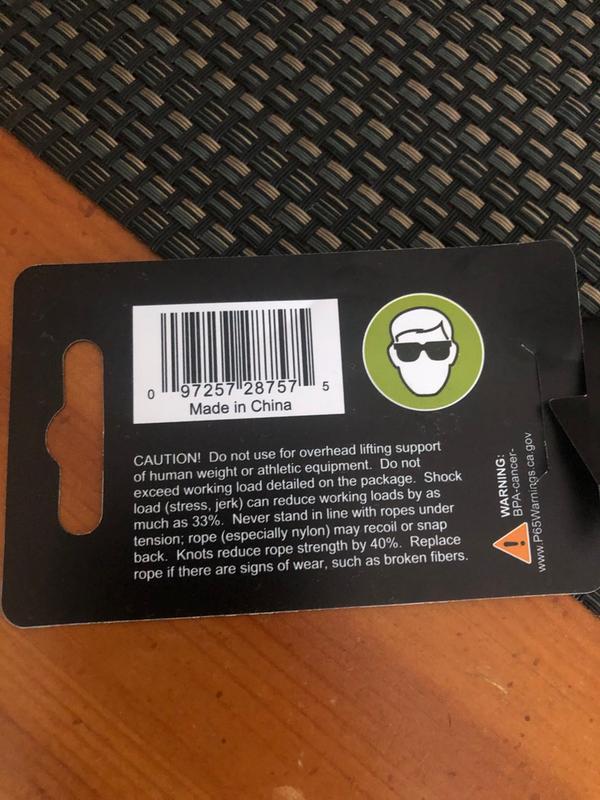 0 97257 28757 5
Made in China
CAUTION! Do not use for overhead lifting support
of human weight or athletic equipment. Do not
exceed working load detailed on the package. Shock
load (stress, jerk) can reduce working loads by as
much as 33%. Never stand in line with ropes under
tension; rope (especially nylon) may recoil or snap
back. Knots reduce rope strength by 40%. Replace
rope if there are signs of wear, such as broken fibers.
WARNING:
BPA-cancer-
www.P65Warnings.ca.gov